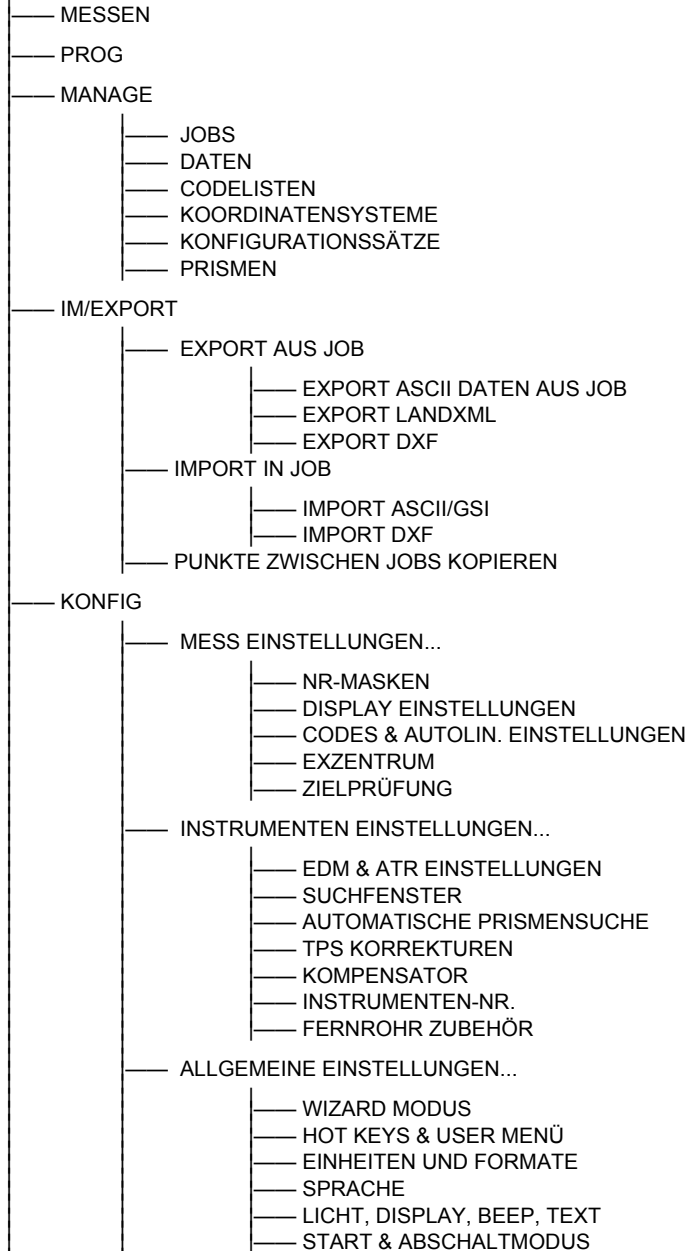 MESSEN
PROG
MANAGE
JOBS
DATEN
CODELISTEN
KOORDINATENSYSTEME
KONFIGURATIONSSÄTZE
PRISMEN
IM/EXPORT
EXPORT AUS JOB
EXPORT ASCII DATEN AUS JOB
EXPORT LANDXML
EXPORT DXF
IMPORT IN JOB
IMPORT ASCII/GSI
IMPORT DXF
PUNKTE ZWISCHEN JOBS KOPIEREN
KONFIG
MESS EINSTELLUNGEN...
NR-MASKEN
DISPLAY EINSTELLUNGEN
CODES & AUTOLIN. EINSTELLUNGEN
EXZENTRUM
ZIELPRÜFUNG
INSTRUMENTEN EINSTELLUNGEN...
EDM & ATR EINSTELLUNGEN
SUCHFENSTER
AUTOMATISCHE PRISMENSUCHE
TPS KORREKTUREN
KOMPENSATOR
INSTRUMENTEN-NR.
FERNROHR ZUBEHÖR
ALLGEMEINE EINSTELLUNGEN...
WIZARD MODUS
HOT KEYS & USER MENÜ
EINHEITEN UND FORMATE
SPRACHE
LICHT, DISPLAY, BEEP, TEXT
START & ABSCHALTMODUS